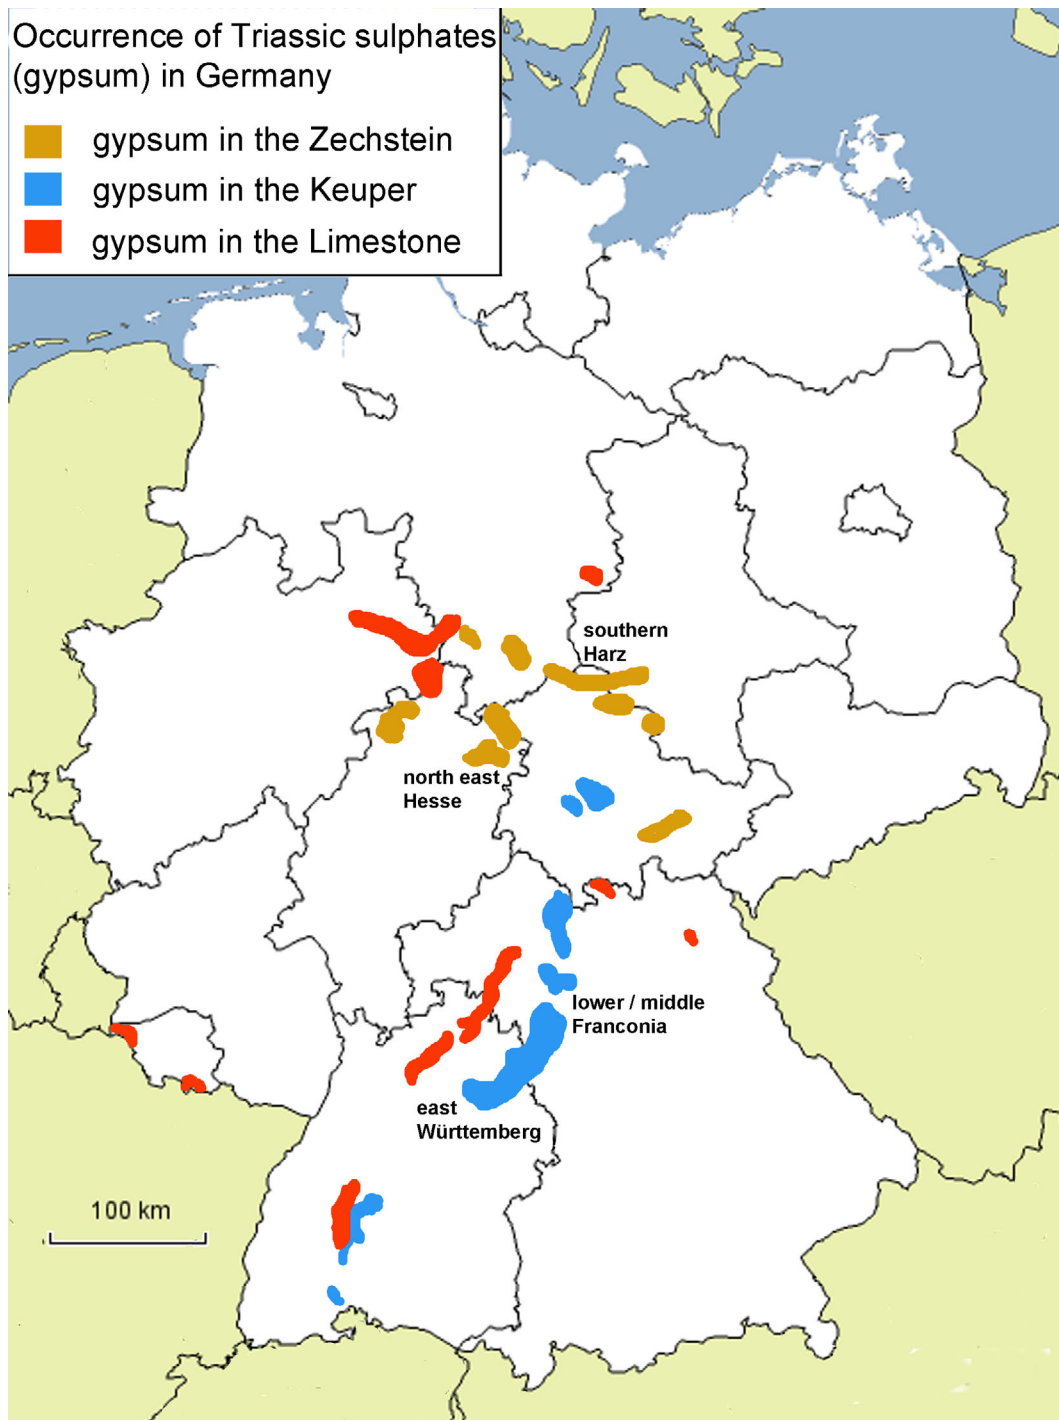 Occurrence of Triassic sulphates
(gypsum) in Germany
gypsum in the Zechstein
gypsum in the Keuper
gypsum in the Limestone
southern
Harz
north east
Hesse
lower / middle
Franconia
east
Württemberg
100 km